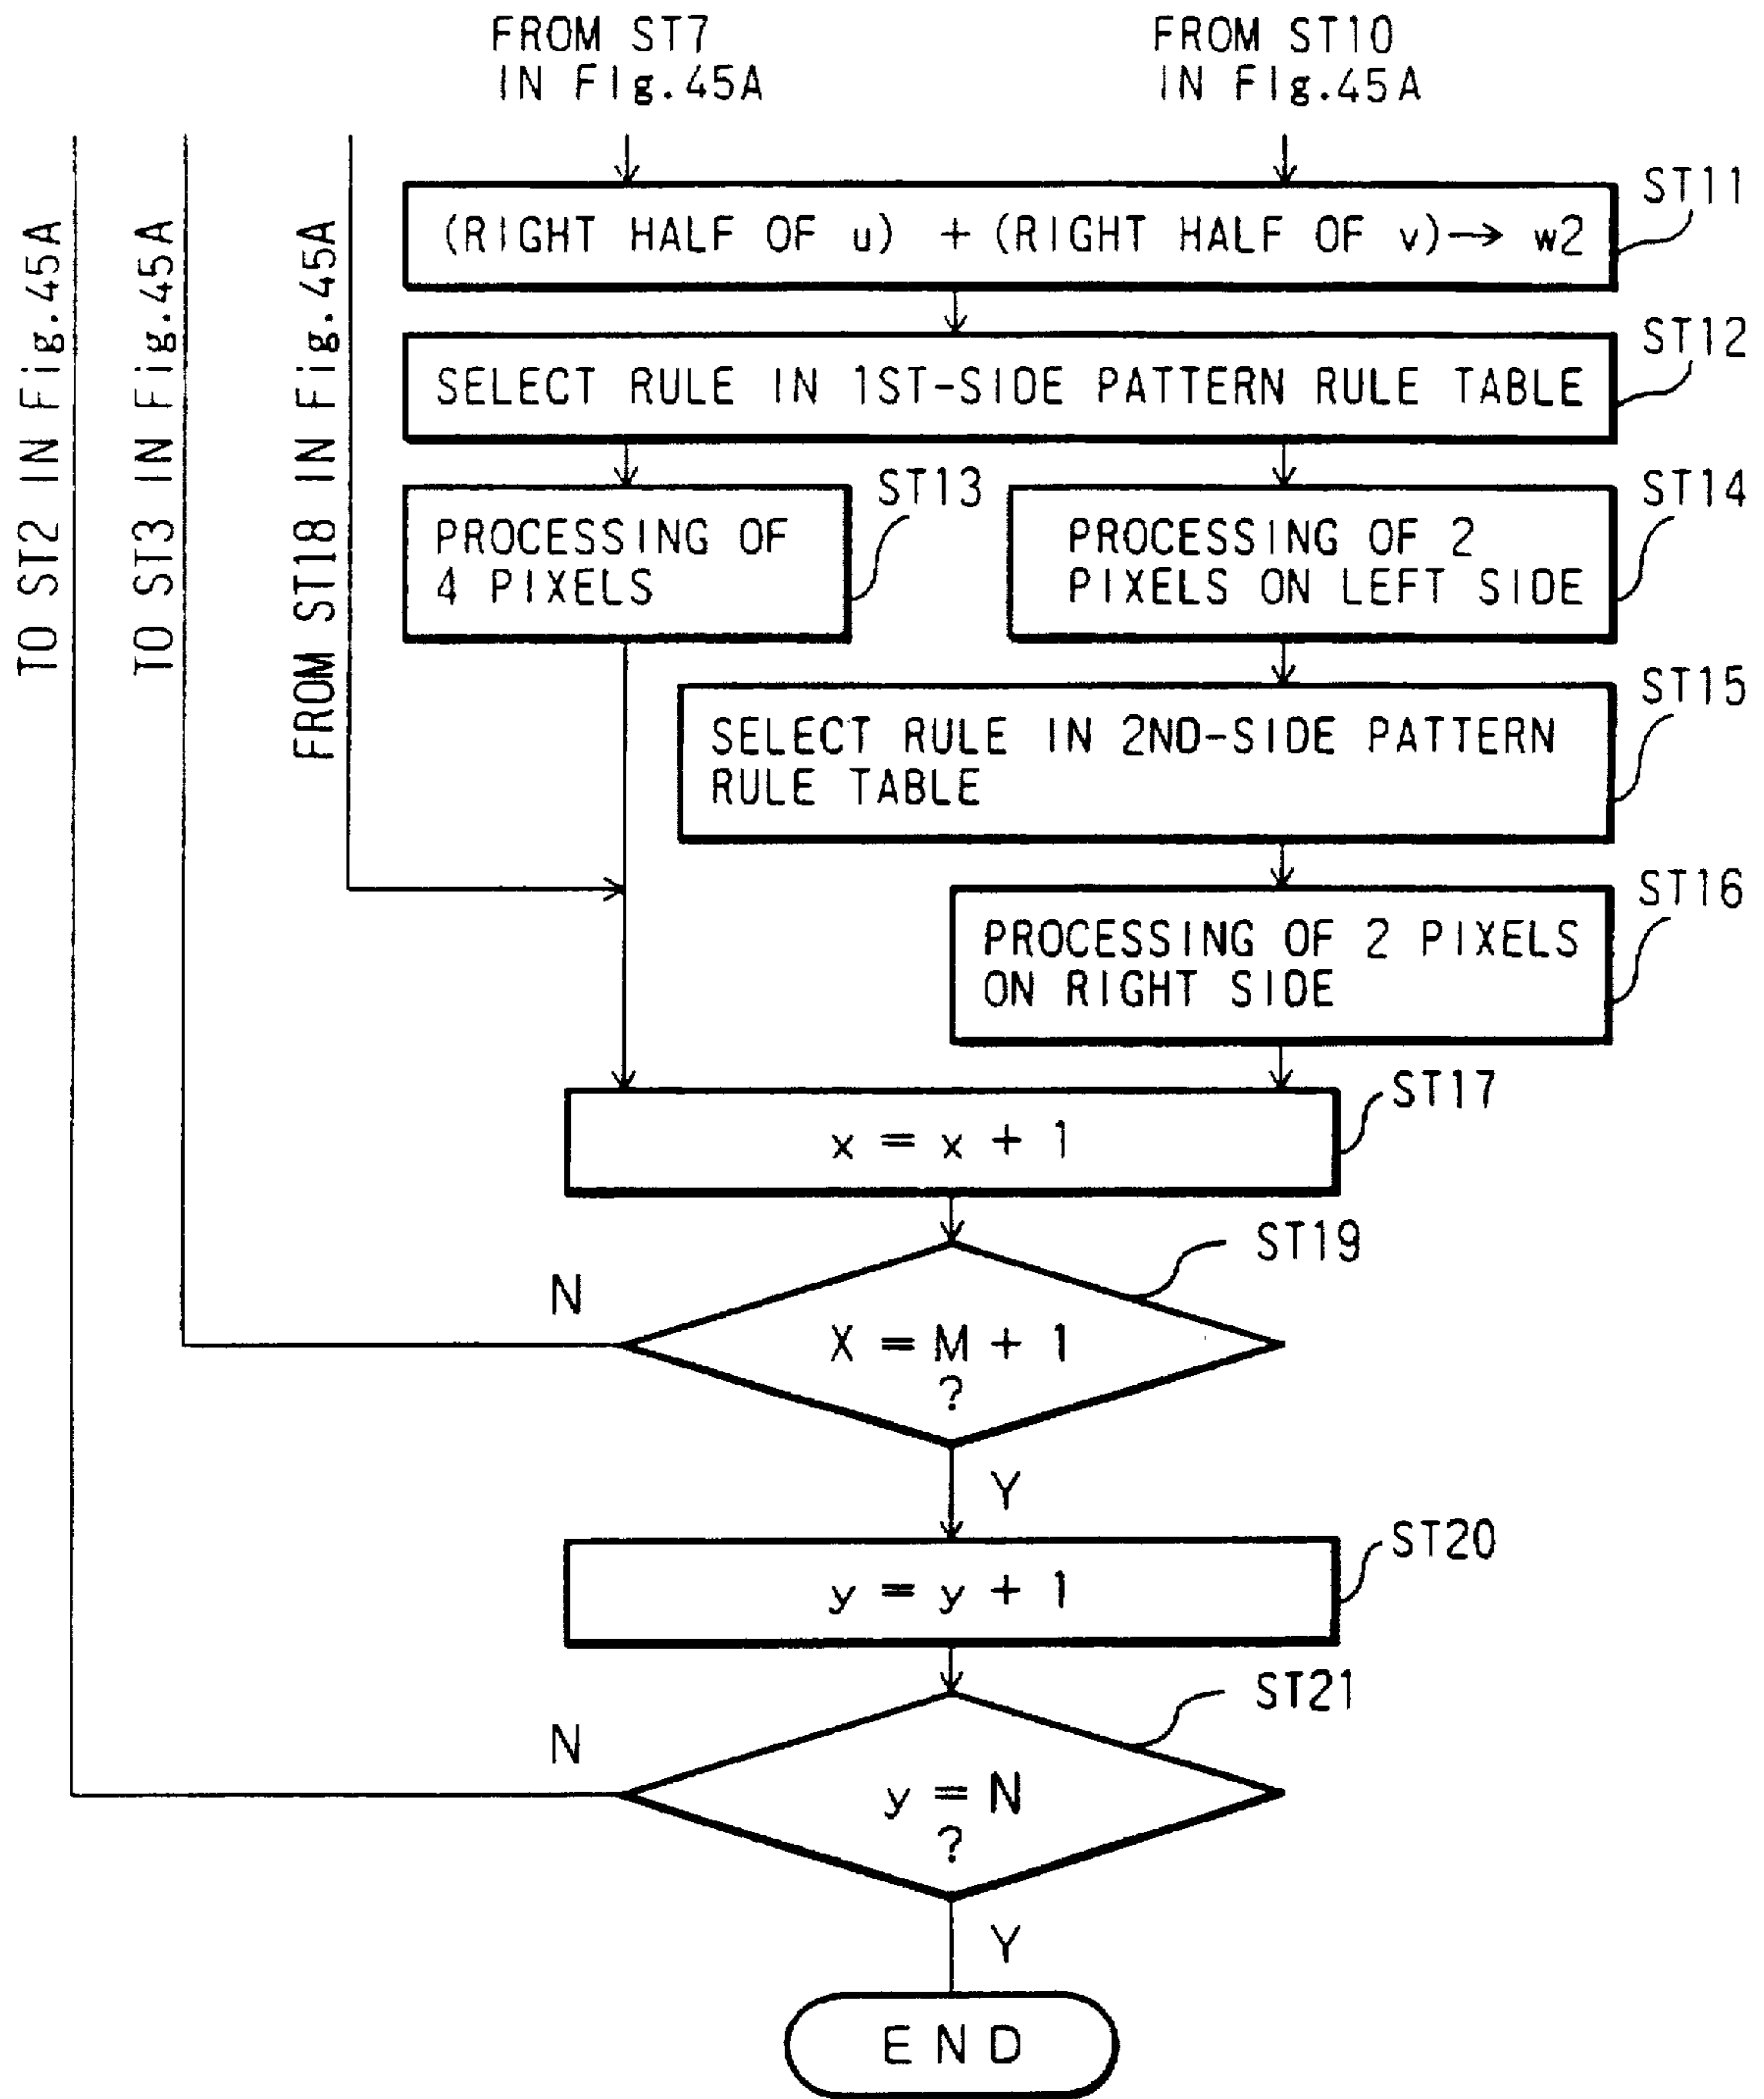 FROM ST7
IN Fig.45A
FROM ST10
IN Fig.45A
TO ST2 IN Fig.45A
TO ST3 IN Fig.45A
FROM ST18 IN Fig.45A
ST11
(RIGHT HALF OF u) + (RIGHT HALF OF v) → w2
ST12
SELECT RULE IN 1ST-SIDE PATTERN RULE TABLE
ST13
PROCESSING OF
4 PIXELS
ST14
PROCESSING OF 2
PIXELS ON LEFT SIDE
ST15
SELECT RULE IN 2ND-SIDE PATTERN
RULE TABLE
ST16
PROCESSING OF 2 PIXELS
ON RIGHT SIDE
ST17
x = x + 1
ST19
N
X = M + 1
?
Y
ST20
y = y + 1
ST21
N
y = N
?
Y
END